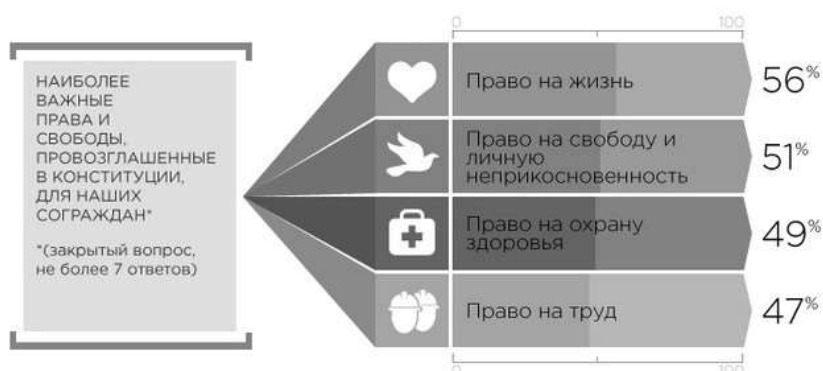 НАИБОЛЕЕ
ВАЖНЫЕ
ПРАВА И
СВОБОДЫ,
ПРОВОЗГЛАШЕННЫЕ
В КОНСТИТУЦИИ,
ДЛЯ НАШИХ
СОГРАЖДАН*
*(закрытый вопрос,
не более 7 ответов)
0 100
Право на жизнь 56%
Право на свободу и
личную
неприкосновенность 51%
Право на охрану
здоровья 49%
Право на труд 47%
0 100